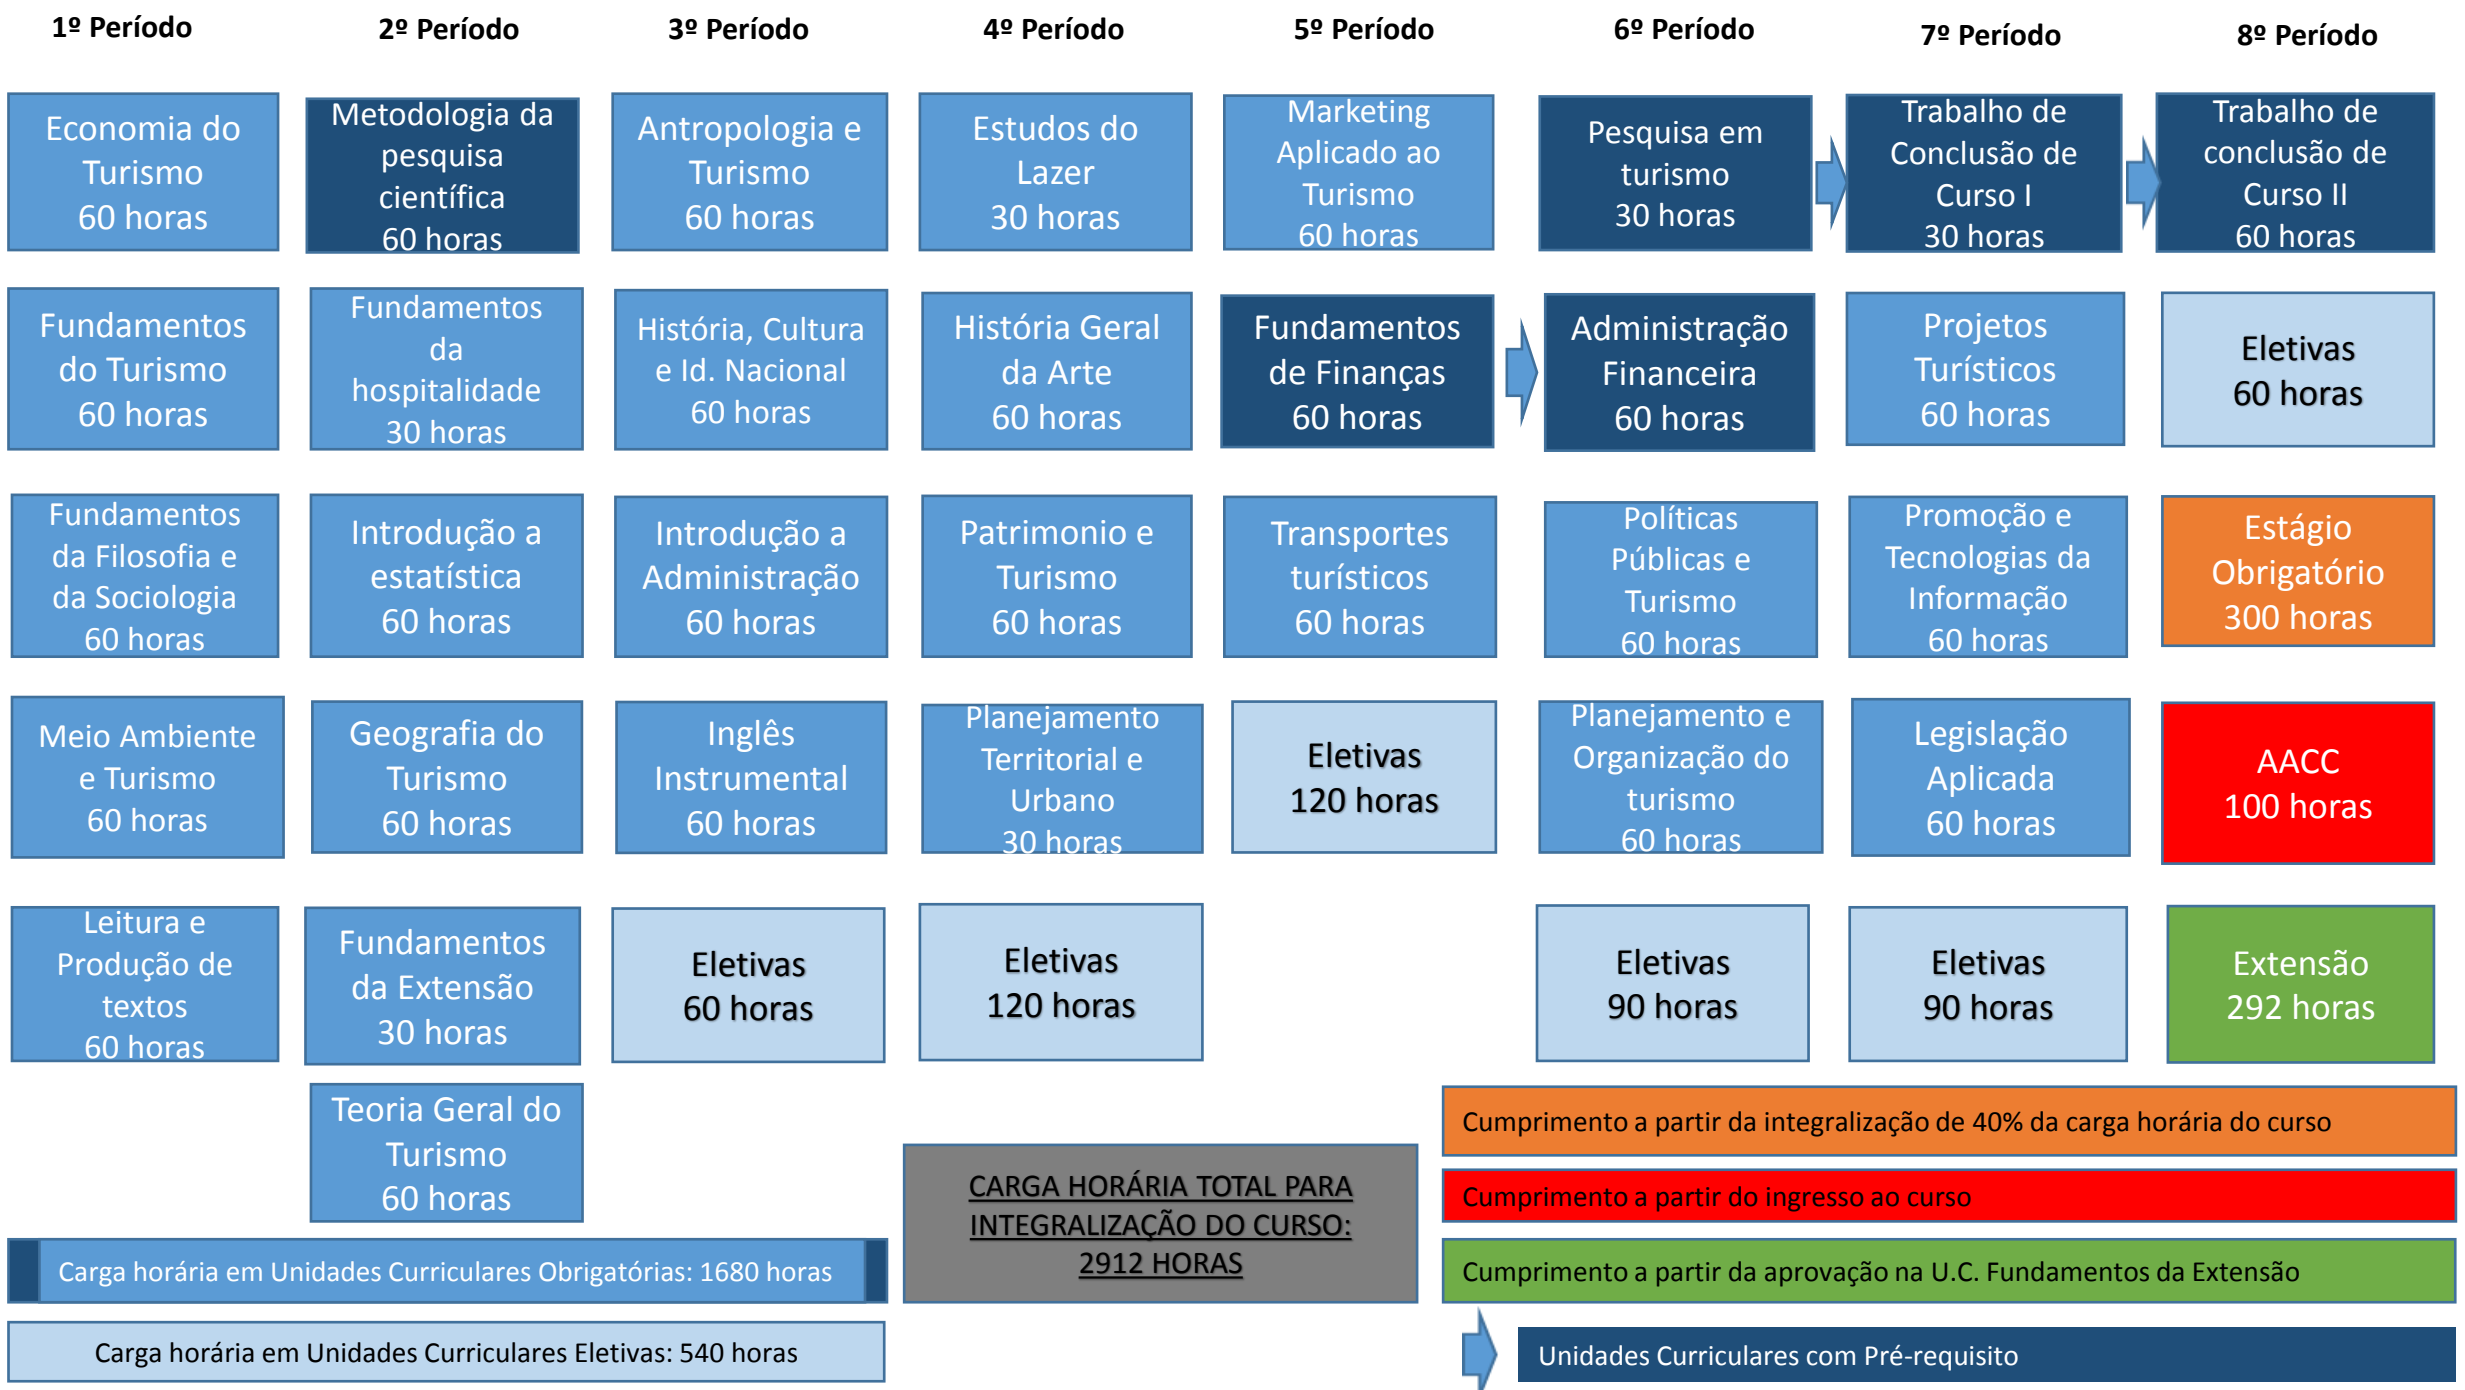 1º Período
2º Período
3º Período
4º Período
5º Período
6º Período
7º Período
8º Período
Economia do
Turismo
60 horas
Metodologia da
pesquisa
científica
60 horas
Antropologia e
Turismo
60 horas
Estudos do
Lazer
30 horas
Marketing
Aplicado ao
Turismo
60 horas
Pesquisa em
turismo
30 horas
Trabalho de
Conclusão de
Curso I
30 horas
Trabalho de
conclusão de
Curso II
60 horas
Fundamentos
do Turismo
60 horas
Fundamentos
da
hospitalidade
30 horas
História, Cultura
e Id. Nacional
60 horas
História Geral
da Arte
60 horas
Fundamentos
de Finanças
60 horas
Administração
Financeira
60 horas
Projetos
Turísticos
60 horas
Eletivas
60 horas
Fundamentos
da Filosofia e
da Sociologia
60 horas
Introdução a
estatística
60 horas
Introdução a
Administração
60 horas
Patrimonio e
Turismo
60 horas
Transportes
turísticos
60 horas
Políticas
Públicas e
Turismo
60 horas
Promoção e
Tecnologias da
Informação
60 horas
Estágio
Obrigatório
300 horas
Meio Ambiente
e Turismo
60 horas
Geografia do
Turismo
60 horas
Inglês
Instrumental
60 horas
Planejamento
Territorial e
Urbano
30 horas
Eletivas
120 horas
Planejamento e
Organização do
turismo
60 horas
Legislação
Aplicada
60 horas
AACC
100 horas
Leitura e
Produção de
textos
60 horas
Fundamentos
da Extensão
30 horas
Eletivas
60 horas
Eletivas
120 horas
Eletivas
90 horas
Eletivas
90 horas
Extensão
292 horas
Teoria Geral do
Turismo
60 horas
CARGA HORÁRIA TOTAL PARA
INTEGRALIZAÇÃO DO CURSO:
2912 HORAS
Cumprimento a partir da integralização de 40% da carga horária do curso
Cumprimento a partir do ingresso ao curso
Carga horária em Unidades Curriculares Obrigatórias: 1680 horas
Cumprimento a partir da aprovação na U.C. Fundamentos da Extensão
Carga horária em Unidades Curriculares Eletivas: 540 horas
Unidades Curriculares com Pré-requisito